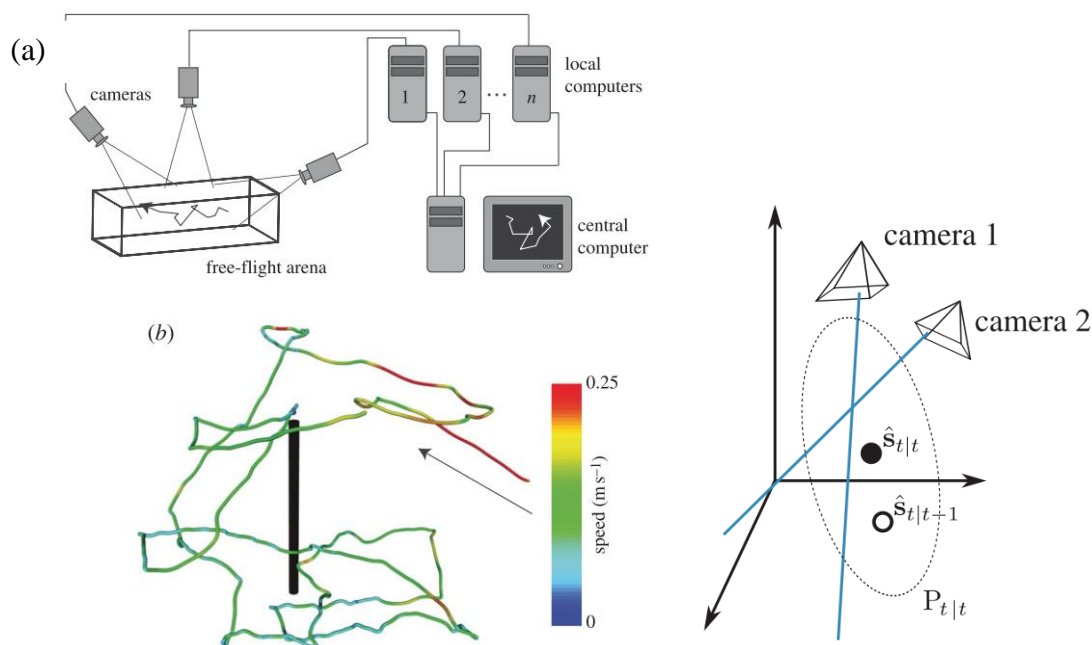 (a)
cameras
1
2
...
n
local
computers
free-flight arena
central
computer
(b)
0.25
speed (m s⁻¹)
0
camera 1
camera 2
ŝt|t
ŝt|t−1
Pt|t